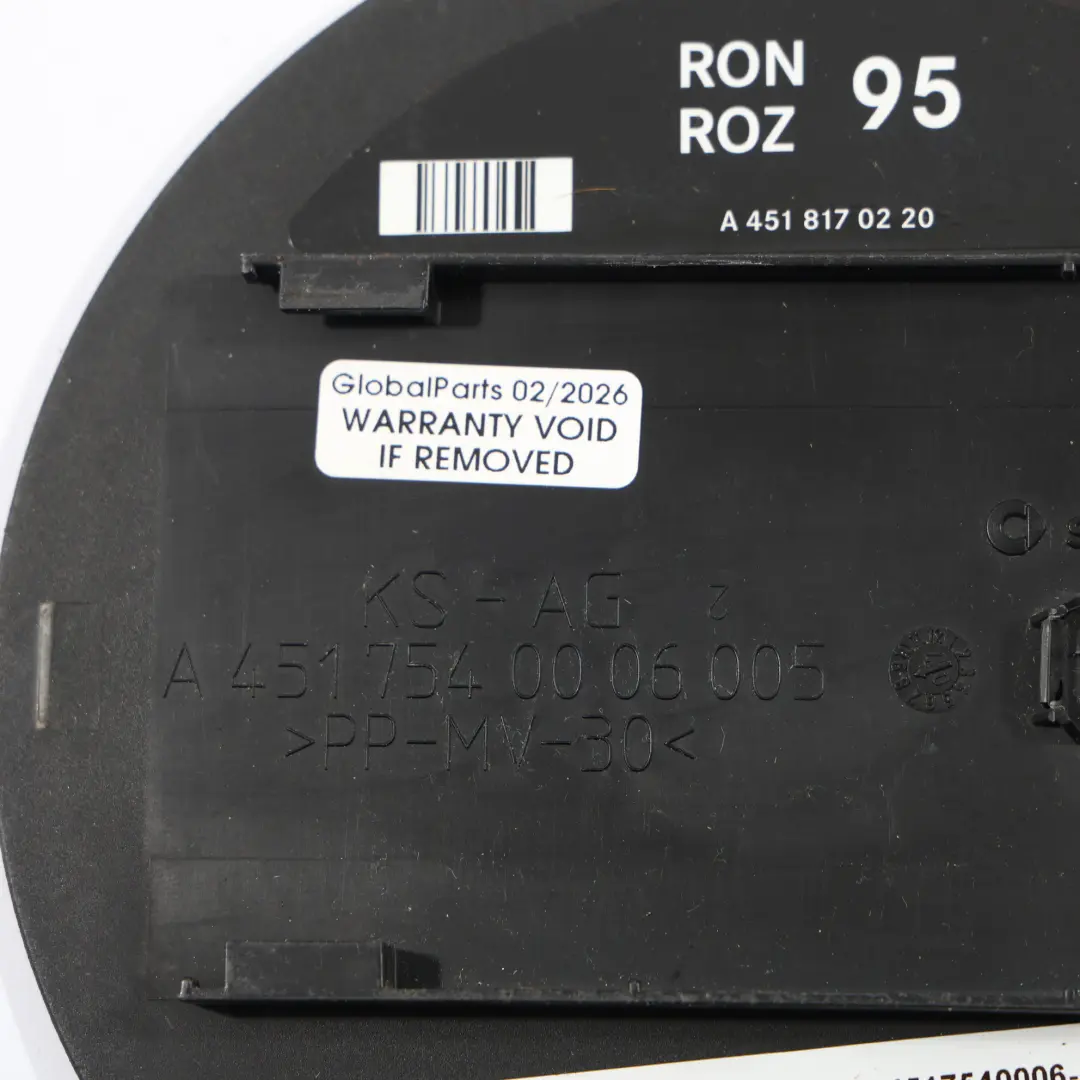 RON
ROZ 95
A 451 817 02 20
GlobalParts 02/2026
WARRANTY VOID
IF REMOVED
KS-AG 2
A 451 754 00 06 005
>PP-MV-30<